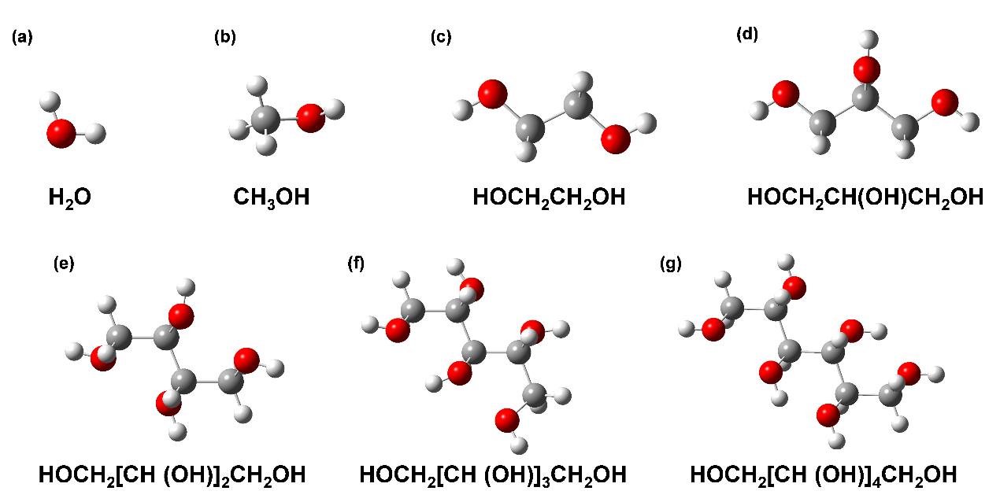 (a)
(b)
(c)
(d)
H₂O
CH₃OH
HOCH₂CH₂OH
HOCH₂CH(OH)CH₂OH
(e)
(f)
(g)
HOCH₂[CH (OH)]₂CH₂OH
HOCH₂[CH (OH)]₃CH₂OH
HOCH₂[CH (OH)]₄CH₂OH